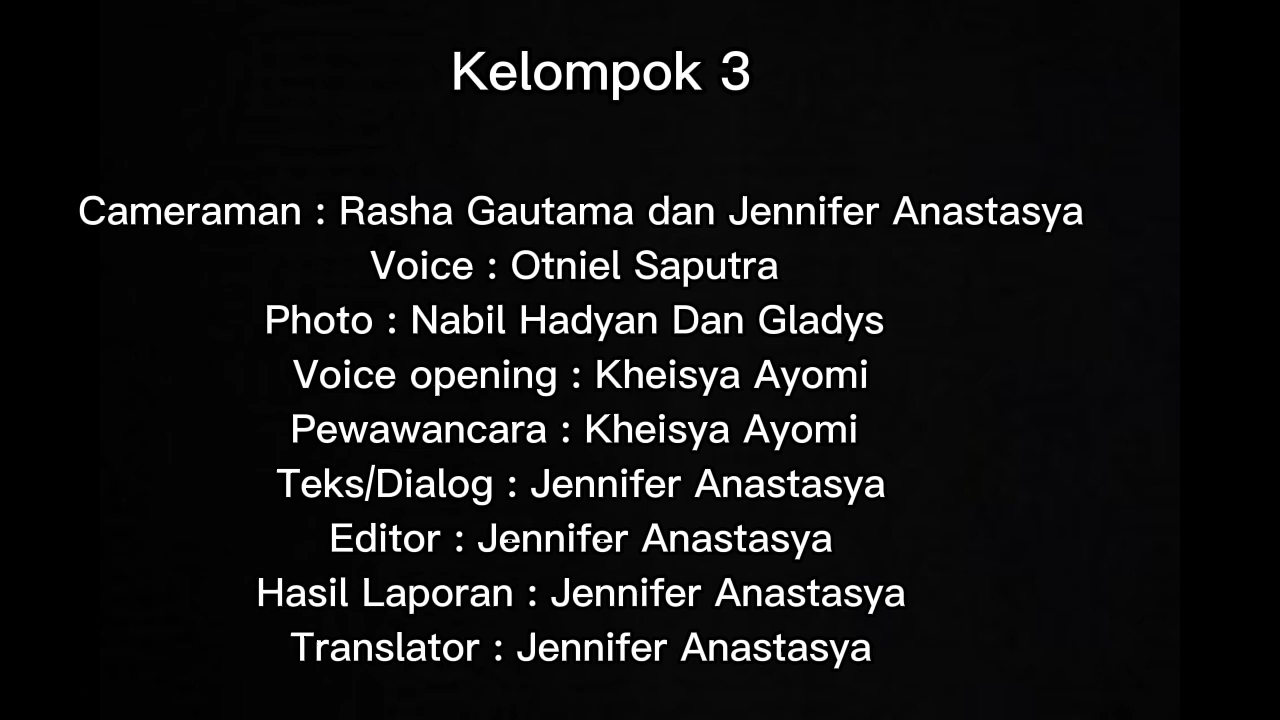 Kelompok 3
Cameraman : Rasha Gautama dan Jennifer Anastasya
Voice : Otniel Saputra
Photo : Nabil Hadyan Dan Gladys
Voice opening : Kheisya Ayomi
Pewawancara : Kheisya Ayomi
Teks/Dialog : Jennifer Anastasya
Editor : Jennifer Anastasya
Hasil Laporan : Jennifer Anastasya
Translator : Jennifer Anastasya